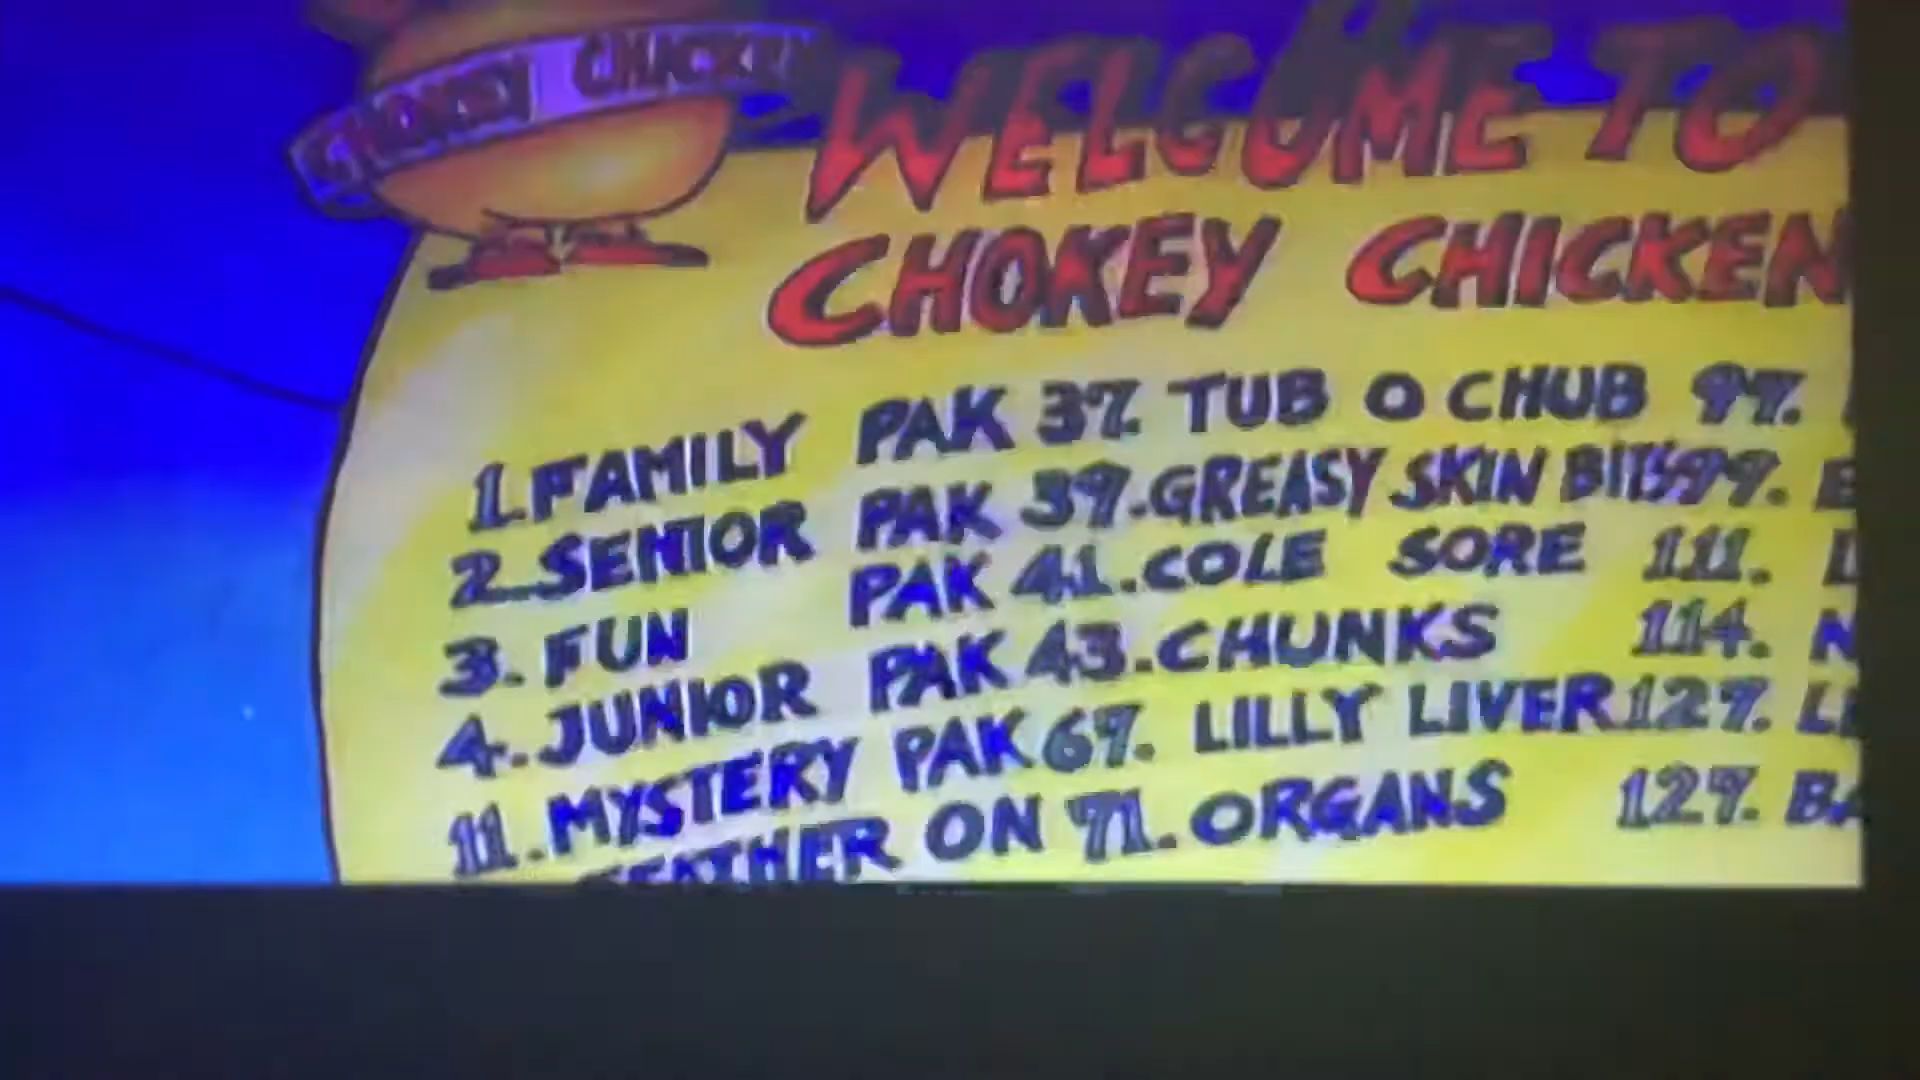 CHOKEY CHICKEN
WELCOME TO
CHOKEY CHICKEN
1. FAMILY PAK 37. TUB O CHUB 97.
2. SENIOR PAK 39. GREASY SKIN BITS 99.
3. FUN PAK 41. COLE SORE 111.
4. JUNIOR PAK 43. CHUNKS 114.
11. MYSTERY PAK 67. LILLY LIVER 127.
FEATHER ON 71. ORGANS 127.